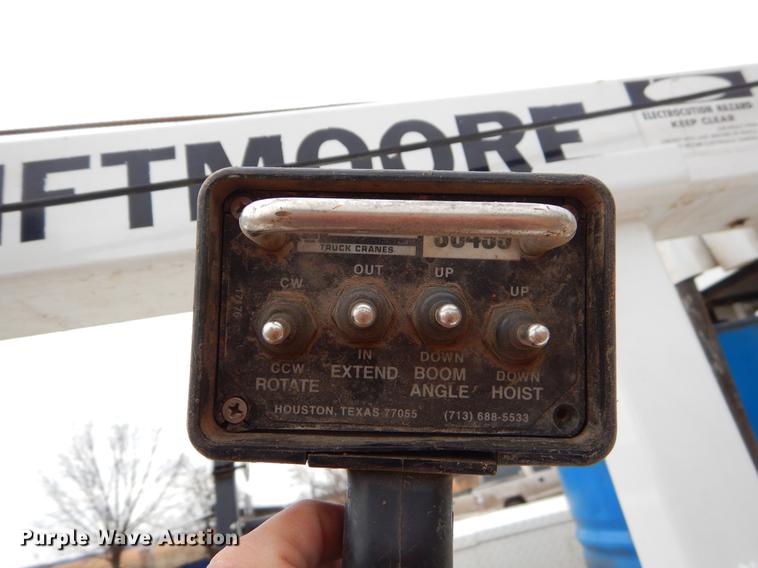 IFTMOORE
ELECTROCUTION HAZARD
KEEP CLEAR
TRUCK CRANES
CW
OUT
UP
UP
CCW
IN
DOWN
DOWN
ROTATE
EXTEND
BOOM
ANGLE
HOIST
HOUSTON, TEXAS 77055
(713) 688-5533
Purple Wave Auction